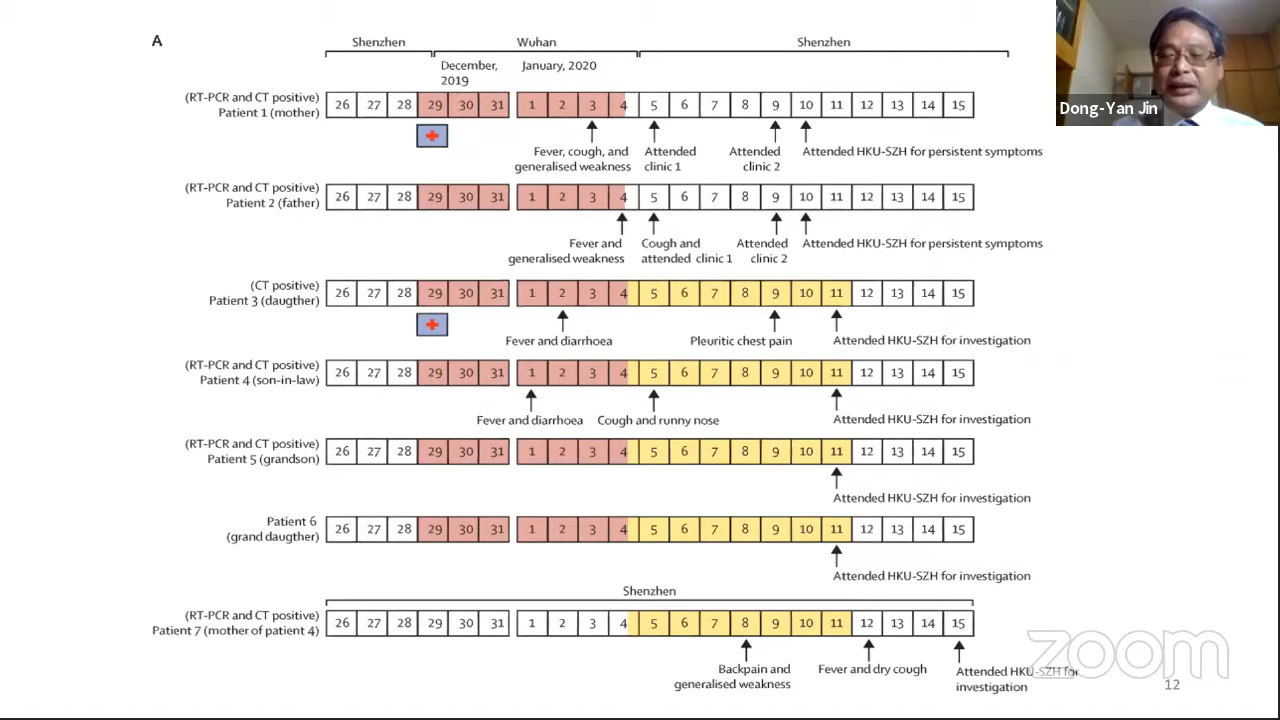 A
Shenzhen
Wuhan
Shenzhen
December,
2019
January, 2020
(RT-PCR and CT positive)
Patient 1 (mother)
26 27 28 29 30 31 1 2 3 4 5 6 7 8 9 10 11 12 13 14 15
Fever, cough, and
generalised weakness
Attended
clinic 1
Attended
clinic 2
Attended HKU-SZH for persistent symptoms
(RT-PCR and CT positive)
Patient 2 (father)
26 27 28 29 30 31 1 2 3 4 5 6 7 8 9 10 11 12 13 14 15
Fever and
generalised weakness
Cough and
attended clinic 1
Attended
clinic 2
Attended HKU-SZH for persistent symptoms
(CT positive)
Patient 3 (daugther)
26 27 28 29 30 31 1 2 3 4 5 6 7 8 9 10 11 12 13 14 15
Fever and diarrhoea
Pleuritic chest pain
Attended HKU-SZH for investigation
(RT-PCR and CT positive)
Patient 4 (son-in-law)
26 27 28 29 30 31 1 2 3 4 5 6 7 8 9 10 11 12 13 14 15
Fever and diarrhoea
Cough and runny nose
Attended HKU-SZH for investigation
(RT-PCR and CT positive)
Patient 5 (grandson)
26 27 28 29 30 31 1 2 3 4 5 6 7 8 9 10 11 12 13 14 15
Attended HKU-SZH for investigation
Patient 6
(grand daugther)
26 27 28 29 30 31 1 2 3 4 5 6 7 8 9 10 11 12 13 14 15
Attended HKU-SZH for investigation
Shenzhen
(RT-PCR and CT positive)
Patient 7 (mother of patient 4)
26 27 28 29 30 31 1 2 3 4 5 6 7 8 9 10 11 12 13 14 15
Backpain and
generalised weakness
Fever and dry cough
Attended HKU-SZH for
investigation
Dong-Yan Jin
zoom
12